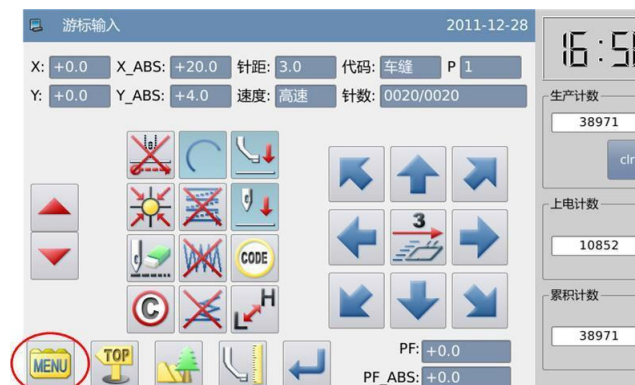 游标输入 2011-12-28
X: +0.0 X_ABS: +20.0 针距: 3.0 代码: 车缝 P 1
Y: +0.0 Y_ABS: +4.0 速度: 高速 针数: 0020/0020
生产计数
38971
clr
上电计数
3
10852
CODE
累积计数
C H
L
38971
MENU TOP
PF: +0.0
PF_ABS: +0.0